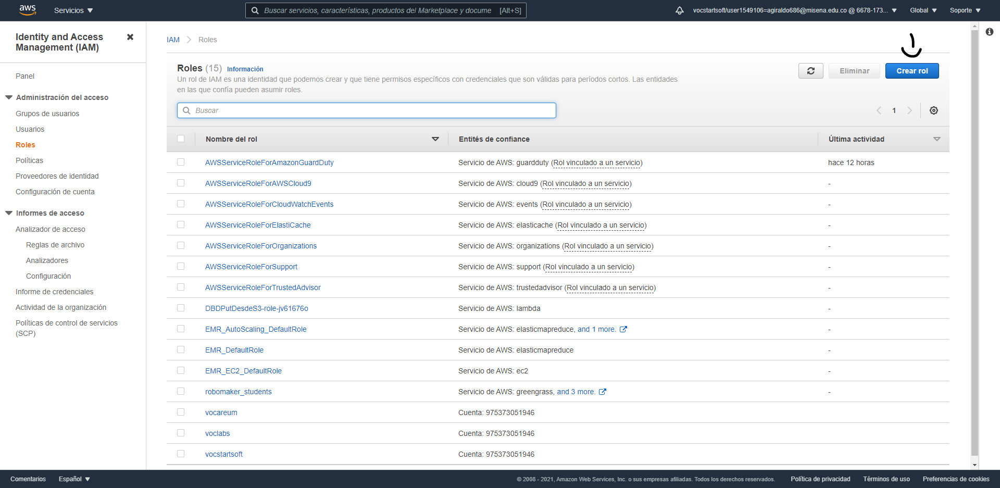 aws Servicios Buscar servicios, características, productos del Marketplace y docume [Alt+S] vocstartsoft/user1549106=agiraldo686@misena.edu.co @ 6678-173... Global Soporte
Identity and Access
Management (IAM)
Panel
Administración del acceso
Grupos de usuarios
Usuarios
Roles
Políticas
Proveedores de identidad
Configuración de cuenta
Informes de acceso
Analizador de acceso
Reglas de archivo
Analizadores
Configuración
Informe de credenciales
Actividad de la organización
Políticas de control de servicios
(SCP)
IAM Roles
Roles (15) Información
Un rol de IAM es una identidad que podemos crear y que tiene permisos específicos con credenciales que son válidas para períodos cortos. Las entidades
en las que confía pueden asumir roles.
Eliminar Crear rol
Buscar
1
Nombre del rol Entités de confiance Última actividad
AWSServiceRoleForAmazonGuardDuty Servicio de AWS: guardduty (Rol vinculado a un servicio) hace 12 horas
AWSServiceRoleForAWSCloud9 Servicio de AWS: cloud9 (Rol vinculado a un servicio) -
AWSServiceRoleForCloudWatchEvents Servicio de AWS: events (Rol vinculado a un servicio) -
AWSServiceRoleForElastiCache Servicio de AWS: elasticache (Rol vinculado a un servicio) -
AWSServiceRoleForOrganizations Servicio de AWS: organizations (Rol vinculado a un servicio) -
AWSServiceRoleForSupport Servicio de AWS: support (Rol vinculado a un servicio) -
AWSServiceRoleForTrustedAdvisor Servicio de AWS: trustedadvisor (Rol vinculado a un servicio) -
DBDPutDesdeS3-role-jv61676o Servicio de AWS: lambda -
EMR_AutoScaling_DefaultRole Servicio de AWS: elasticmapreduce, and 1 more. -
EMR_DefaultRole Servicio de AWS: elasticmapreduce -
EMR_EC2_DefaultRole Servicio de AWS: ec2 -
robomaker_students Servicio de AWS: greengrass, and 3 more. -
vocareum Cuenta: 975373051946
voclabs Cuenta: 975373051946
vocstartsoft Cuenta: 975373051946
Comentarios Español © 2008 - 2021, Amazon Web Services, Inc. o sus empresas afiliadas. Todos los derechos reservados. Política de privacidad Términos de uso Preferencias de cookies